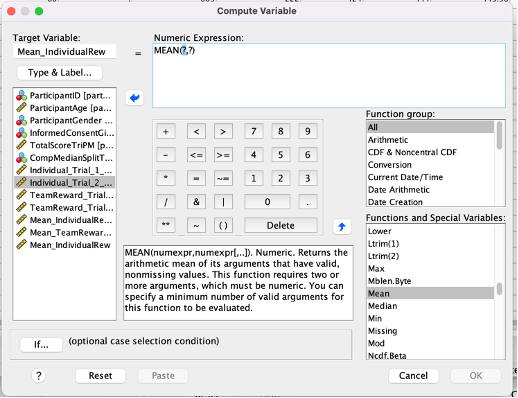 Compute Variable
Target Variable:
Mean_IndividualRew
Type & Label...
=
Numeric Expression:
MEAN(?,?)
ParticipantID [part...
ParticipantAge [pa...
ParticipantGender ...
InformedConsentGi...
TotalScoreTriPM [...
CompMedianSplitT...
Individual_Trial_1_...
Individual_Trial_2_...
TeamReward_Trial...
TeamReward_Trial...
Mean_IndividualRe...
Mean_TeamRewar...
Mean_IndividualRew
+ < > 7 8 9
- <= >= 4 5 6
* = ~= 1 2 3
/ & | 0 .
** ~ () Delete
Function group:
All
Arithmetic
CDF & Noncentral CDF
Conversion
Current Date/Time
Date Arithmetic
Date Creation
Functions and Special Variables:
Lower
Ltrim(1)
Ltrim(2)
Max
Mblen.Byte
Mean
Median
Min
Missing
Mod
Ncdf.Beta
MEAN(numexpr,numexpr[,..]). Numeric. Returns the
arithmetic mean of its arguments that have valid,
nonmissing values. This function requires two or
more arguments, which must be numeric. You can
specify a minimum number of valid arguments for
this function to be evaluated.
If...
(optional case selection condition)
?
Reset
Paste
Cancel
OK